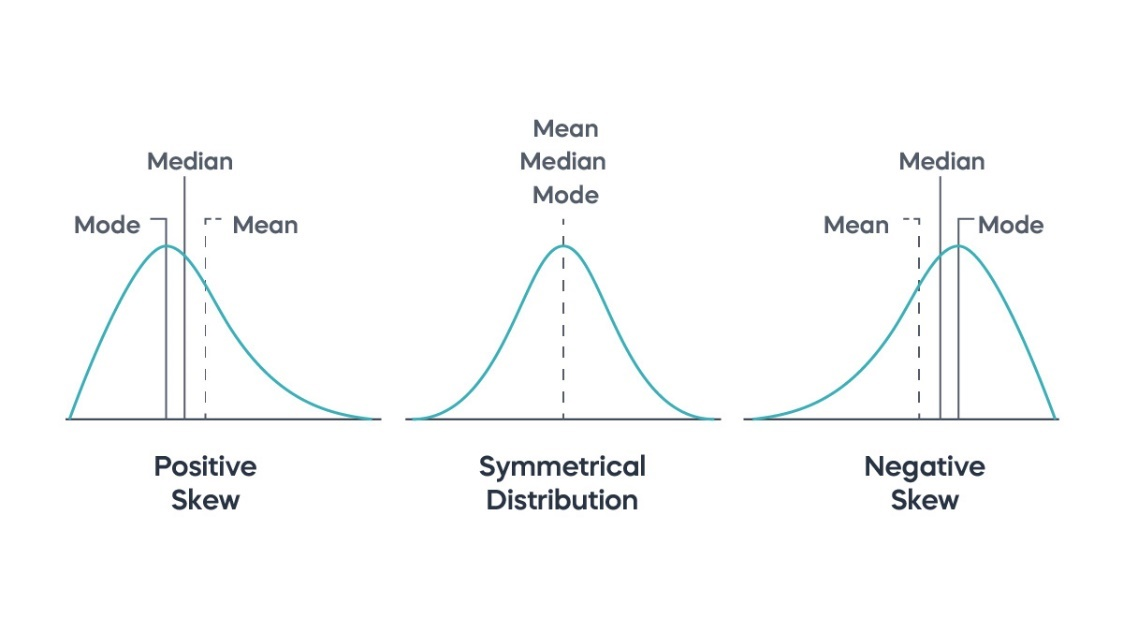 Median
Mode
Mean
Positive
Skew
Mean
Median
Mode
Symmetrical
Distribution
Median
Mean
Mode
Negative
Skew